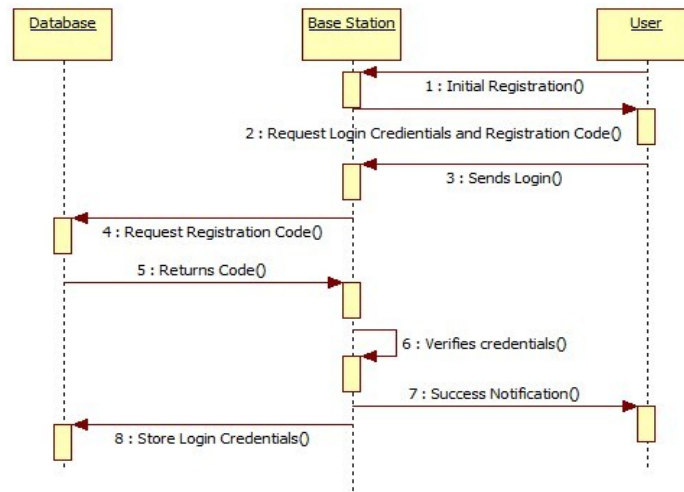 Database
Base Station
User
1 : Initial Registration()
2 : Request Login Credientials and Registration Code()
3 : Sends Login()
4 : Request Registration Code()
5 : Returns Code()
6 : Verifies credentials()
7 : Success Notification()
8 : Store Login Credentials()